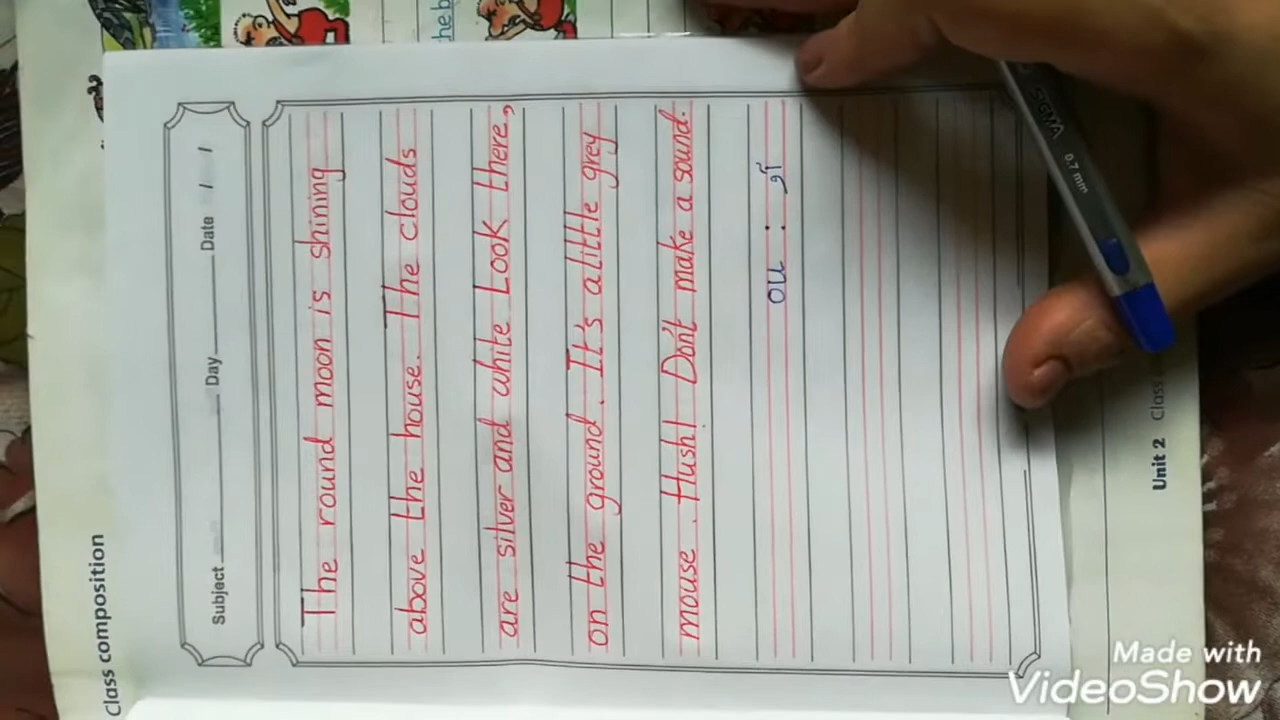 Class composition
Subject Day Date / /
The round moon is shining
above the house. The clouds
are silver and white Look there,
on the ground. It's a little grey
mouse. Hush! Don't make a sound.
ou : آو
Unit 2 Class
SIGMA 0.7 mm
Made with
VideoShow